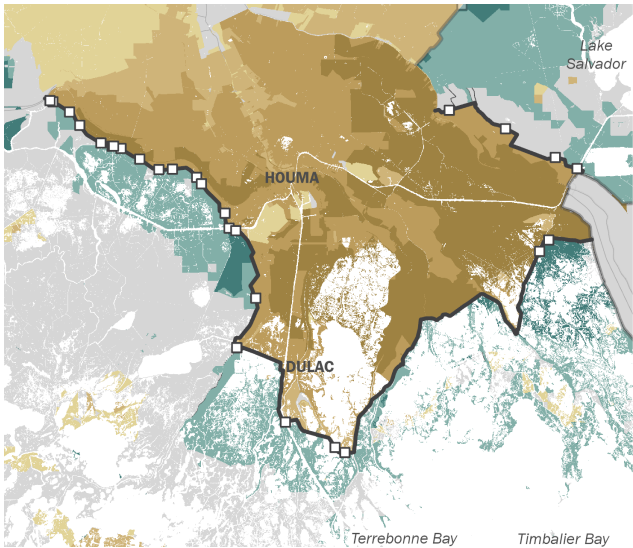 Lake
Salvador
HOUMA
DULAC
Terrebonne Bay
Timbalier Bay